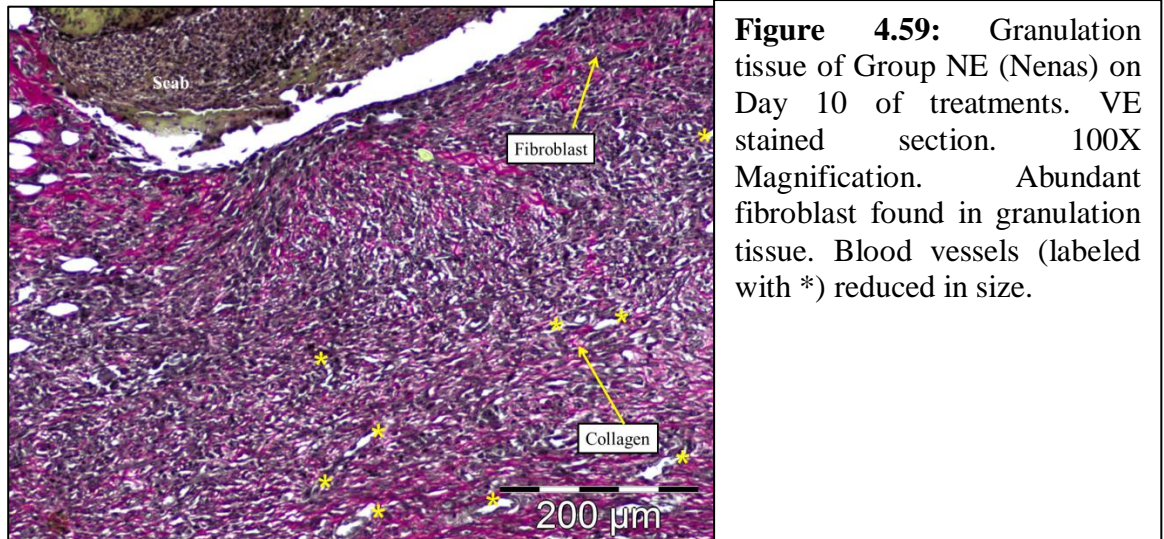 Scab
Fibroblast
*
*
*
*
Collagen
*
*
*
*
*
200 µm
Figure 4.59: Granulation
tissue of Group NE (Nenas) on
Day 10 of treatments. VE
stained section. 100X
Magnification. Abundant
fibroblast found in granulation
tissue. Blood vessels (labeled
with *) reduced in size.